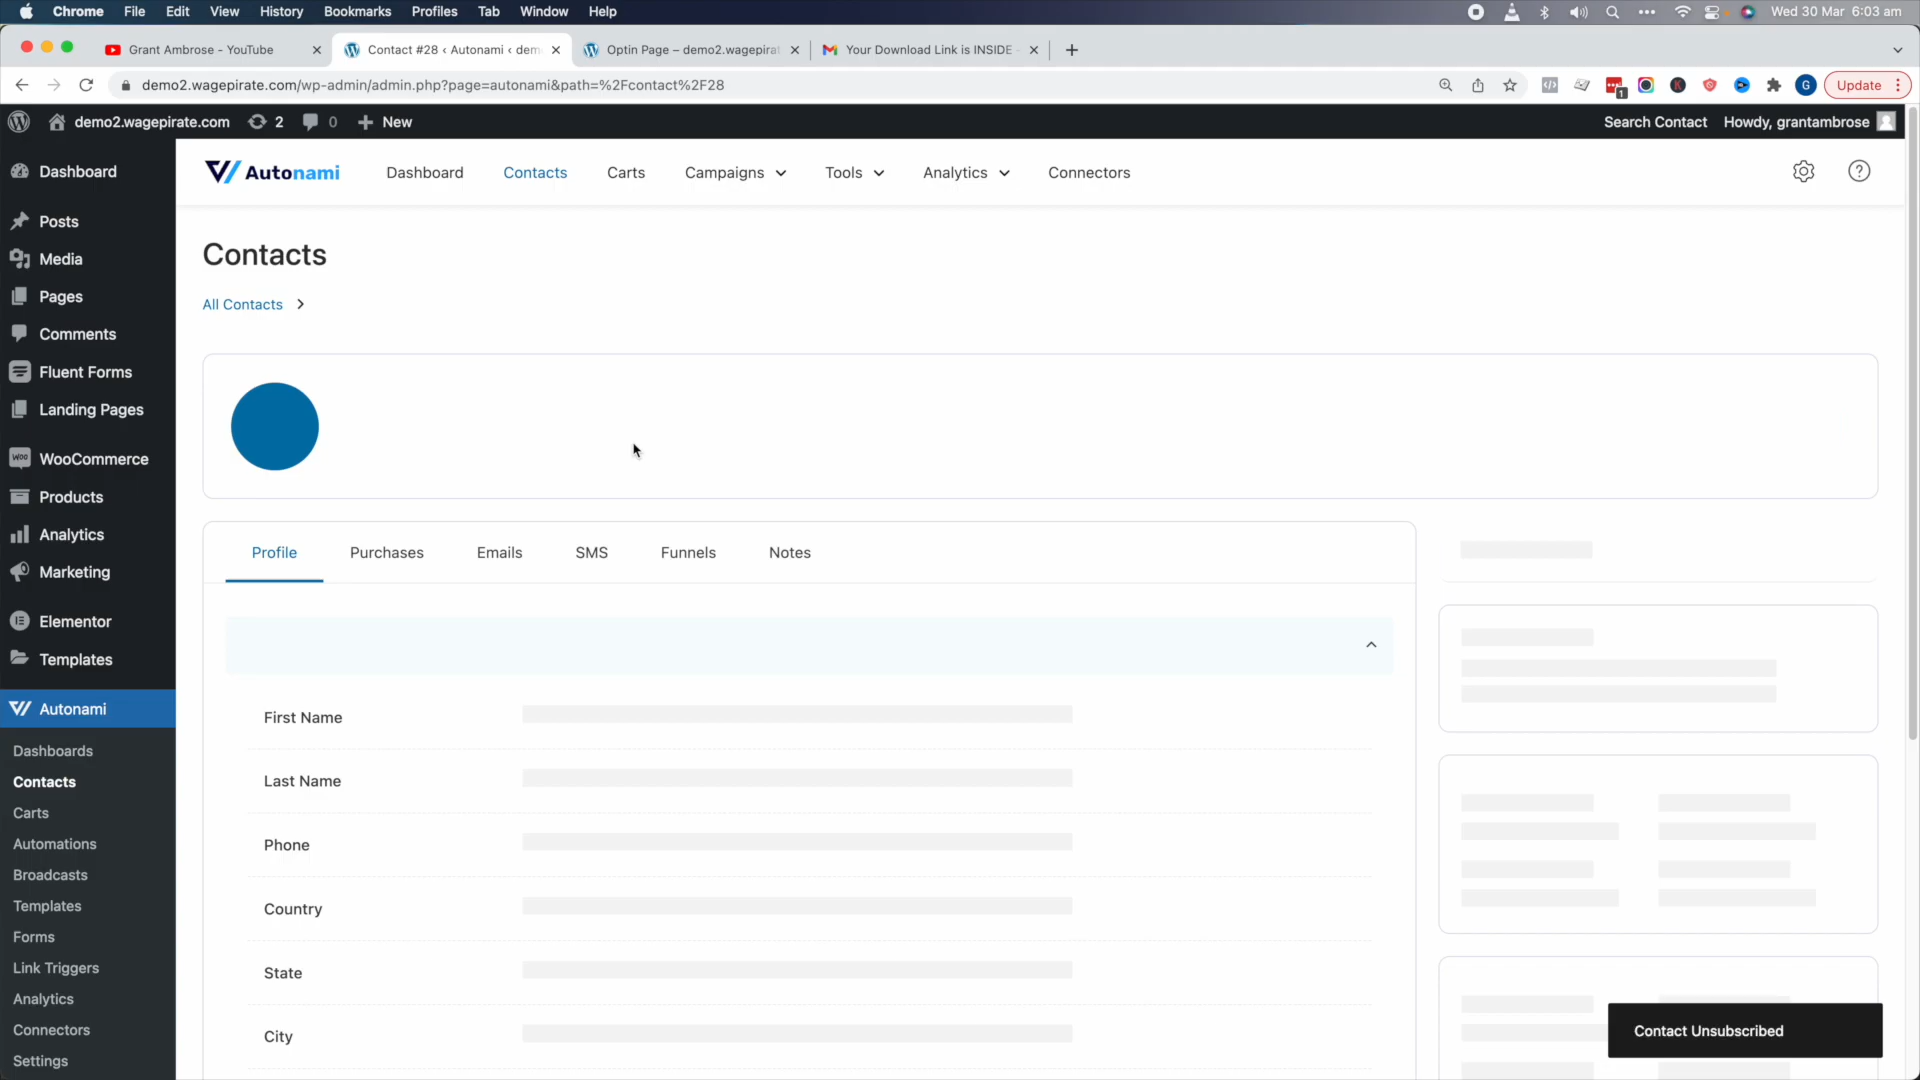 Chrome File Edit View History Bookmarks Profiles Tab Window Help
Wed 30 Mar 6:03 am
Grant Ambrose - YouTube
Contact #28 ‹ Autonami ‹ dem
Optin Page – demo2.wagepirat
Your Download Link is INSIDE -
demo2.wagepirate.com/wp-admin/admin.php?page=autonami&path=%2Fcontact%2F28
1
K
G
Update
demo2.wagepirate.com 2 0 New
Search Contact Howdy, grantambrose
Dashboard
Posts
Media
Pages
Comments
Fluent Forms
Landing Pages
Woo
WooCommerce
Products
Analytics
Marketing
Elementor
Templates
Autonami
Dashboards
Contacts
Carts
Automations
Broadcasts
Templates
Forms
Link Triggers
Analytics
Connectors
Settings
Autonami
Dashboard Contacts Carts Campaigns Tools Analytics Connectors
Contacts
All Contacts
Profile Purchases Emails SMS Funnels Notes
First Name
Last Name
Phone
Country
State
City
Contact Unsubscribed